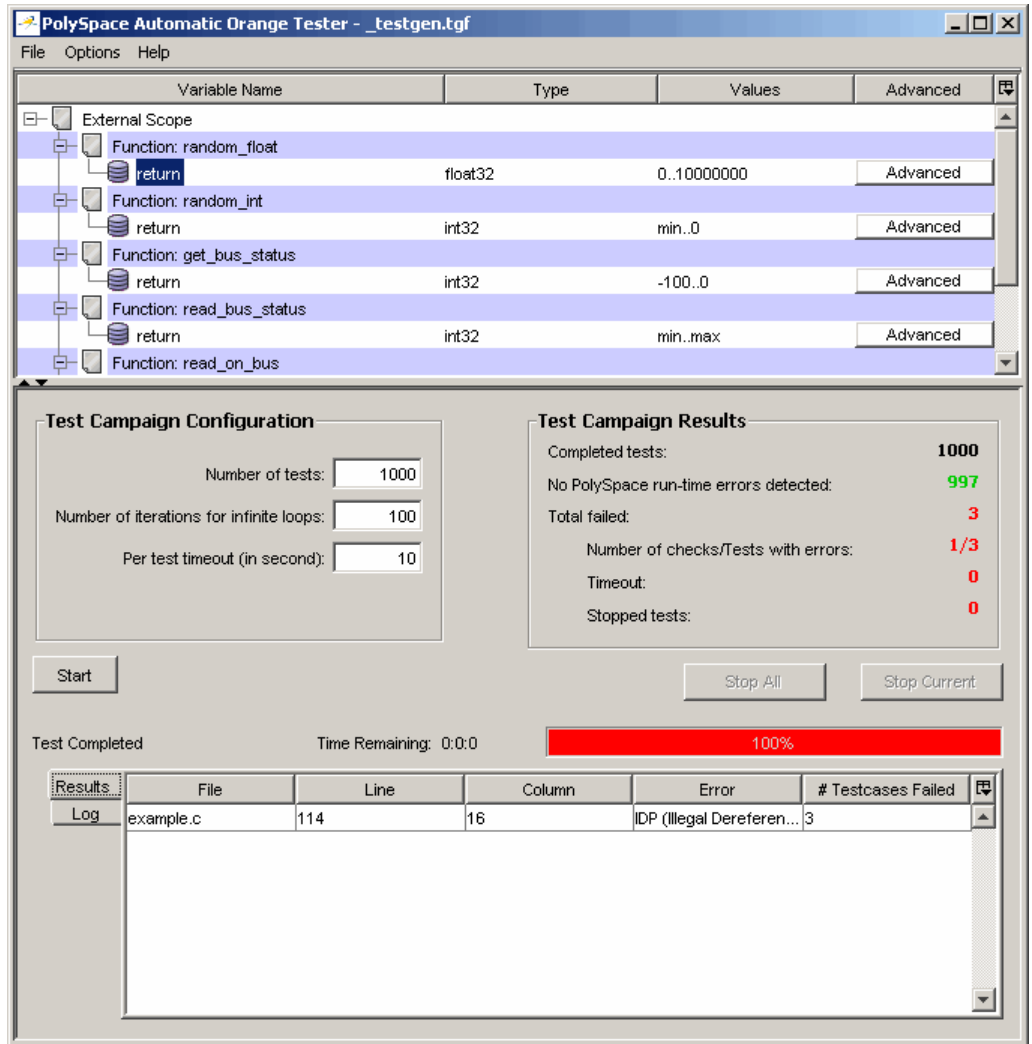 PolySpace Automatic Orange Tester - _testgen.tgf
File Options Help
Variable Name Type Values Advanced
External Scope
Function: random_float
return float32 0..10000000 Advanced
Function: random_int
return int32 min..0 Advanced
Function: get_bus_status
return int32 -100..0 Advanced
Function: read_bus_status
return int32 min..max Advanced
Function: read_on_bus
Test Campaign Configuration
Number of tests: 1000
Number of iterations for infinite loops: 100
Per test timeout (in second): 10
Test Campaign Results
Completed tests: 1000
No PolySpace run-time errors detected: 997
Total failed: 3
Number of checks/Tests with errors: 1/3
Timeout: 0
Stopped tests: 0
Start Stop All Stop Current
Test Completed Time Remaining: 0:0:0 100%
Results
Log
File Line Column Error # Testcases Failed
example.c 114 16 IDP (Illegal Dereferen... 3